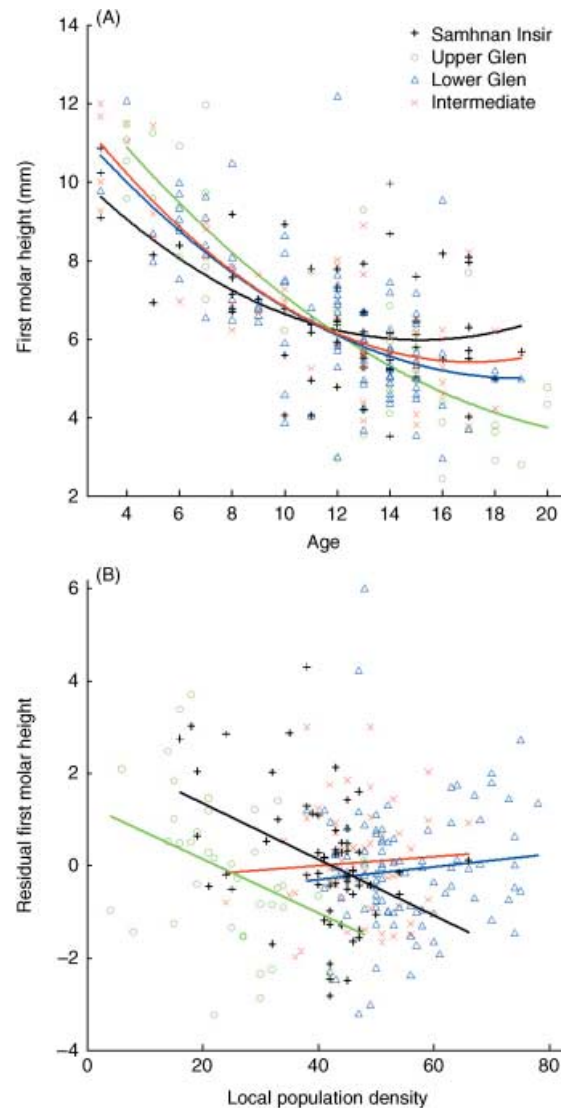 (A)
14
12
10
8
6
4
2
First molar height (mm)
+ Samhnan Insir
○ Upper Glen
△ Lower Glen
× Intermediate
4 6 8 10 12 14 16 18 20
Age
(B)
6
4
2
0
−2
−4
Residual first molar height
0 20 40 60 80
Local population density